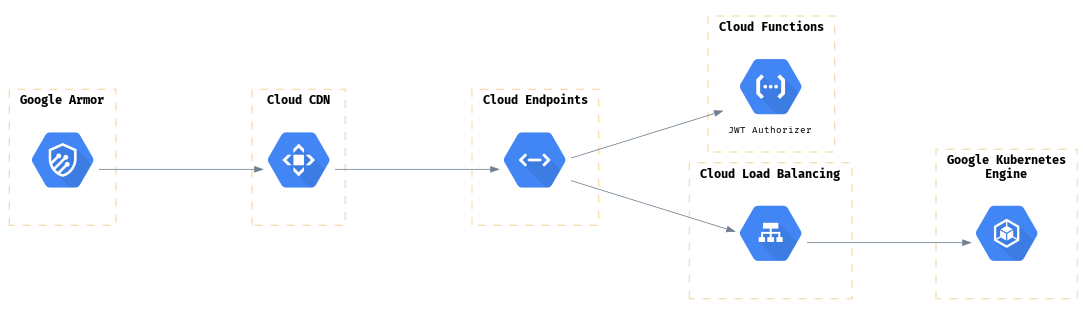 Google Armor
Cloud CDN
Cloud Endpoints
Cloud Functions
JWT Authorizer
Cloud Load Balancing
Google Kubernetes
Engine